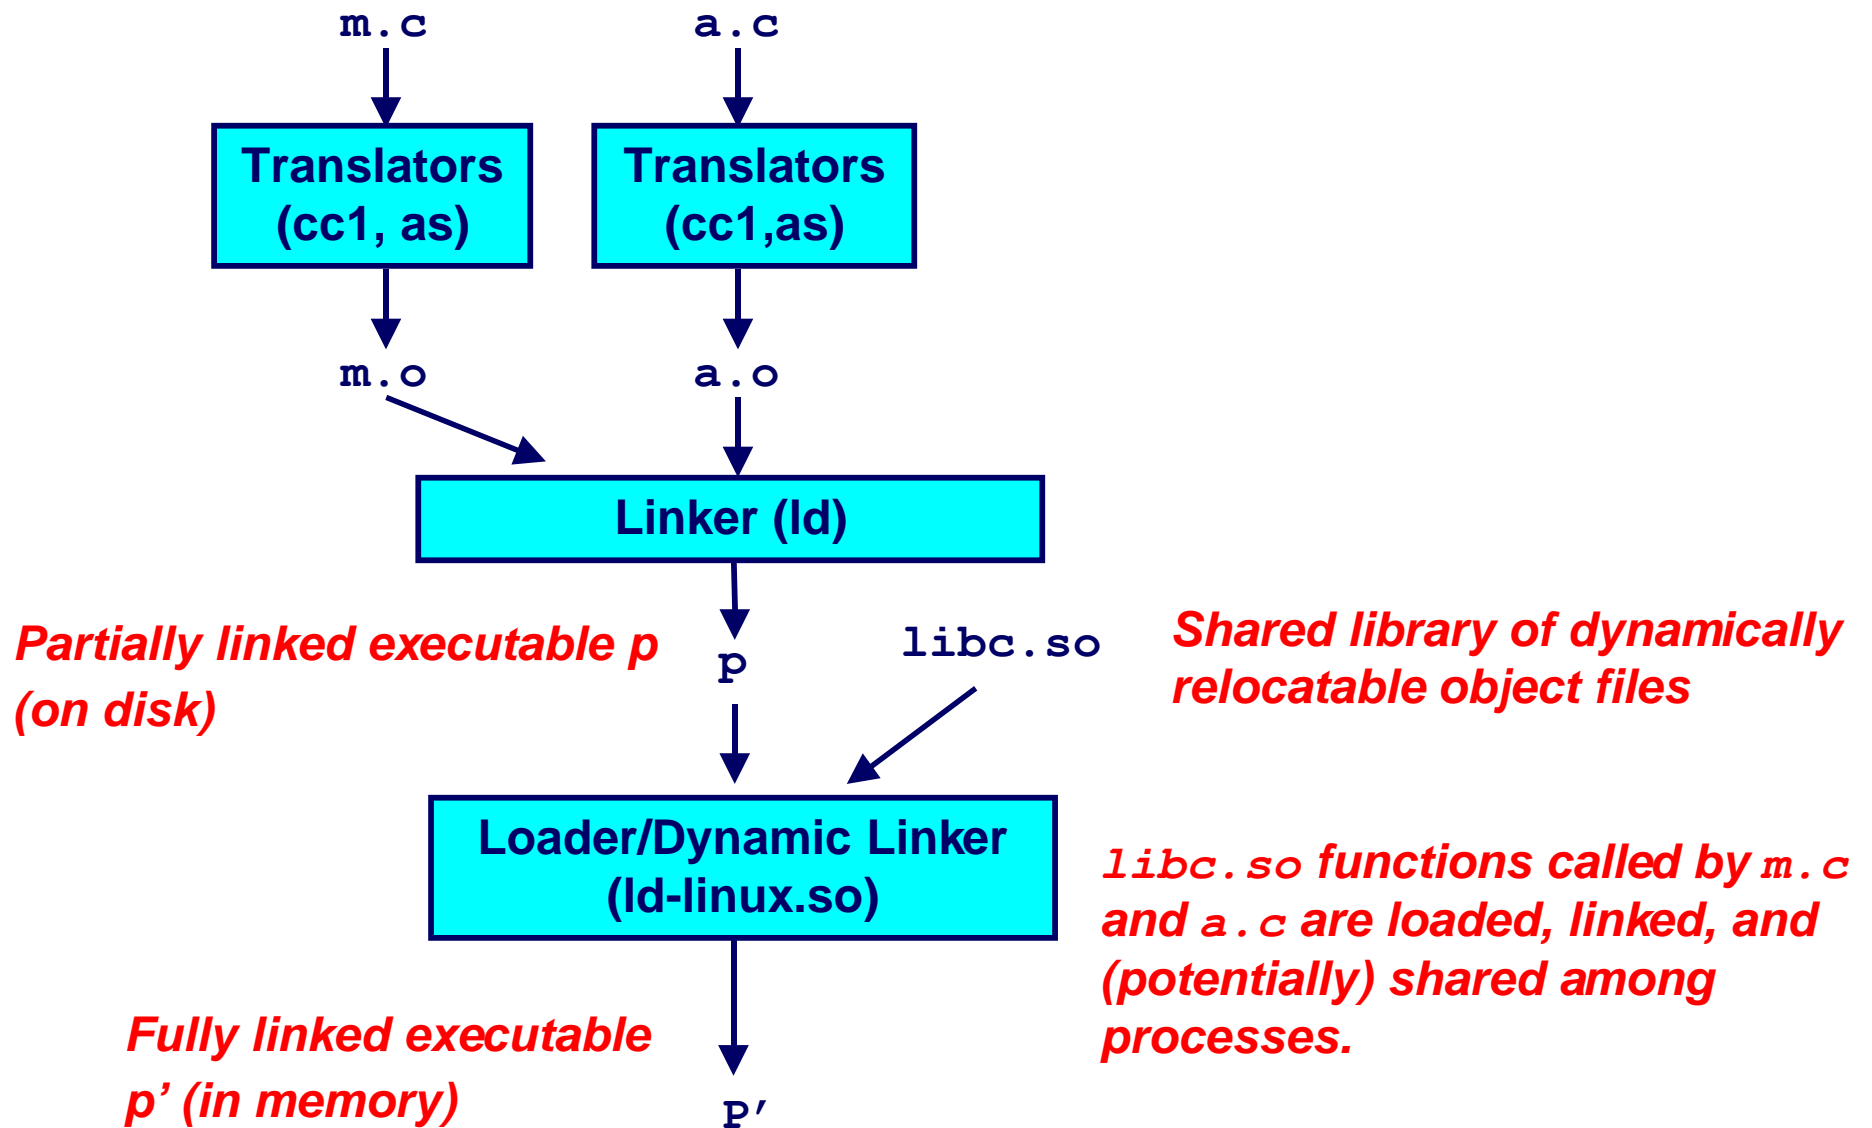 m.c
a.c
Translators
(cc1, as)
Translators
(cc1,as)
m.o
a.o
Linker (ld)
Partially linked executable p
(on disk)
p
libc.so
Shared library of dynamically
relocatable object files
Loader/Dynamic Linker
(ld-linux.so)
libc.so functions called by m.c
and a.c are loaded, linked, and
(potentially) shared among
processes.
Fully linked executable
p’ (in memory)
P’